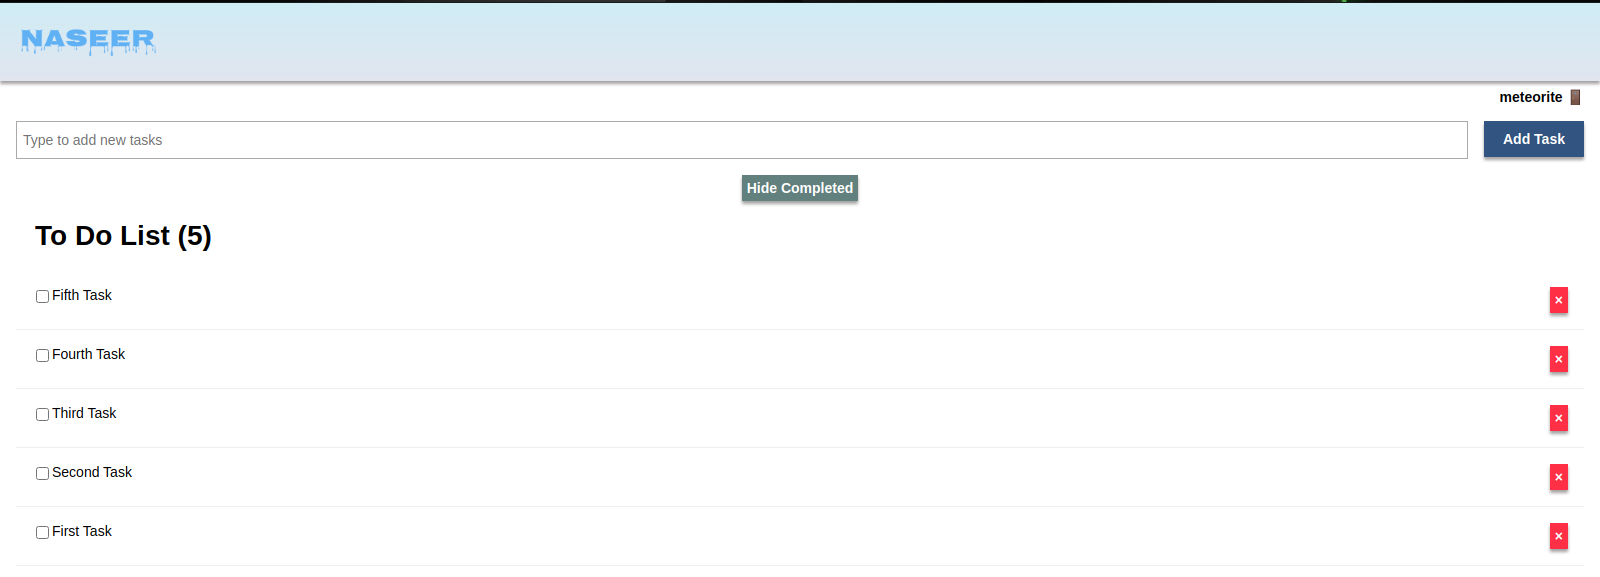 NASEER
meteorite
Type to add new tasks
Add Task
Hide Completed
To Do List (5)
Fifth Task
×
Fourth Task
×
Third Task
×
Second Task
×
First Task
×